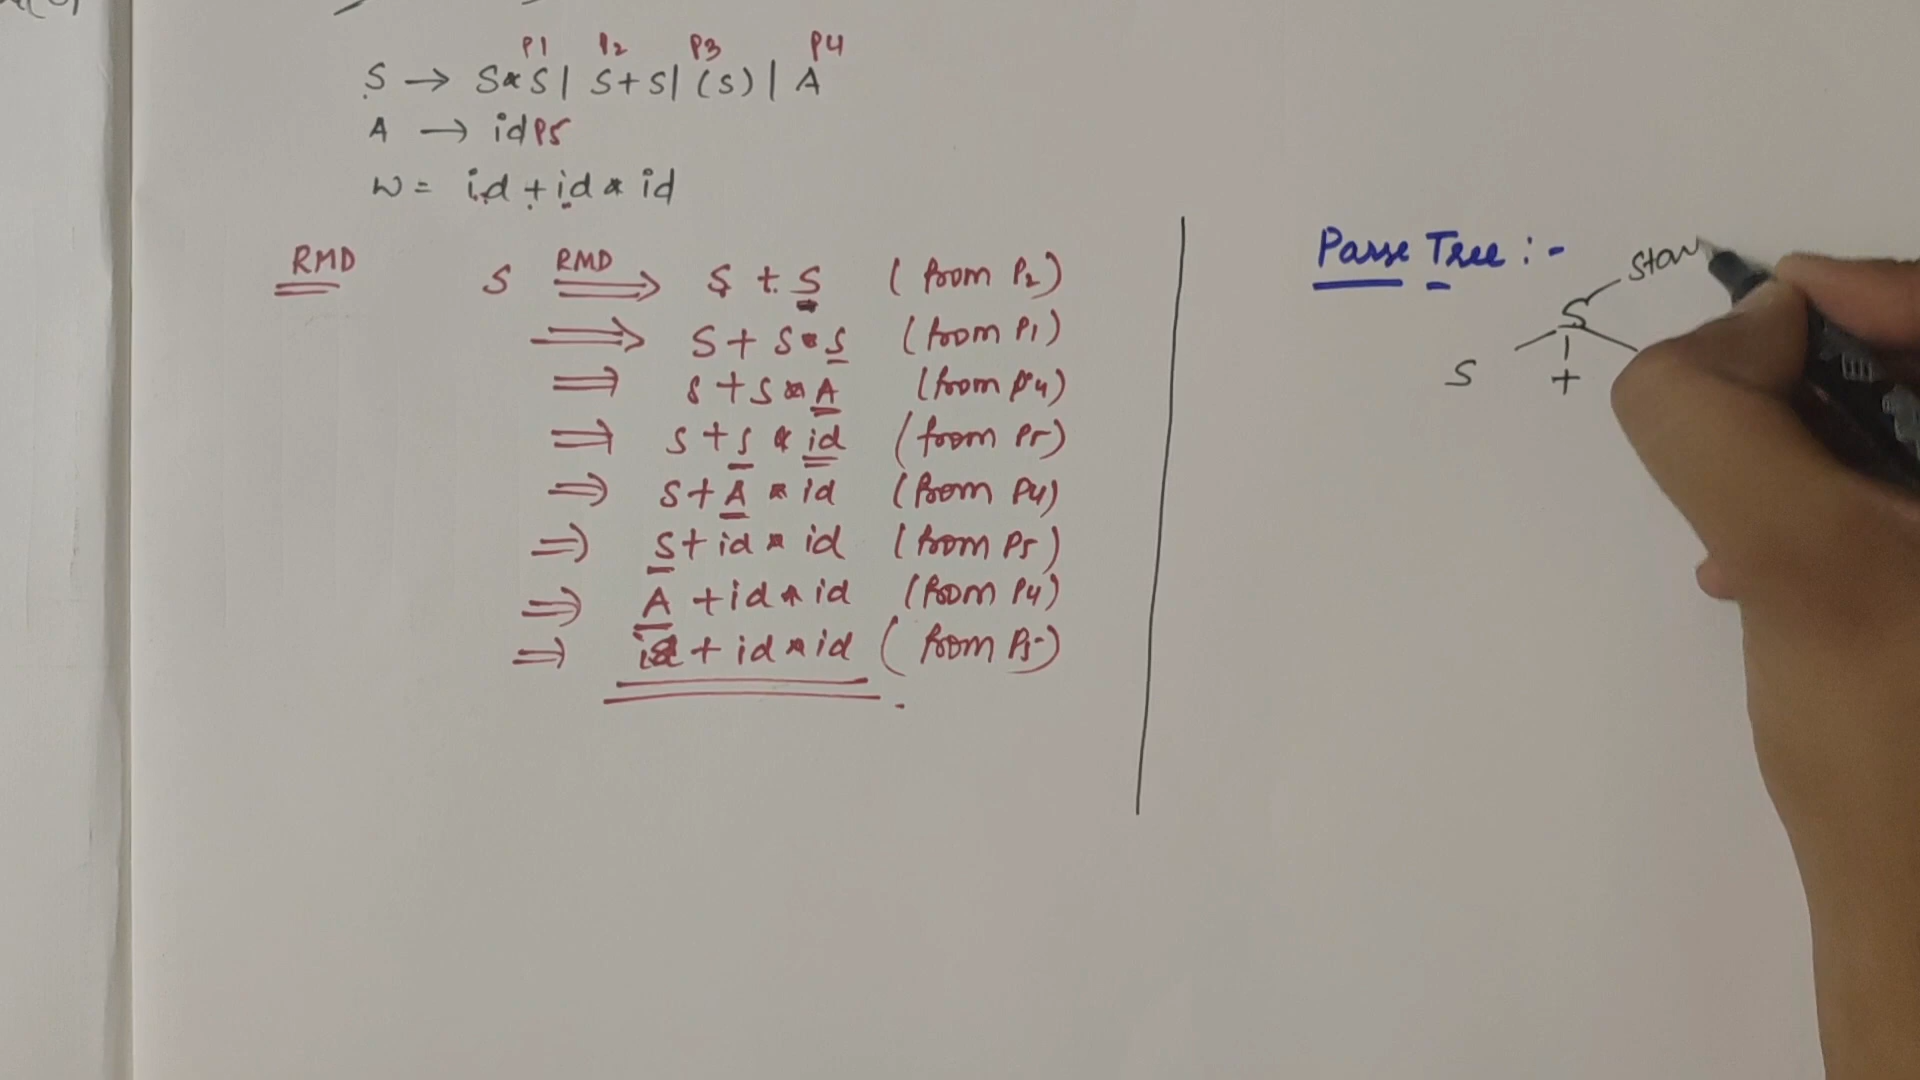 P1 P2 P3 P4
S → S*S | S+S | (S) | A
A → id P5
W = id + id * id
RMD S RMD ⟹ S + S (from P2)
⟹ S + S * S (from P1)
⟹ S + S * A (from P4)
⟹ S + S * id (from P5)
⟹ S + A * id (from P4)
⟹ S + id * id (from P5)
⟹ A + id * id (from P4)
⟹ id + id * id (from P5)
Parse Tree :-
Star
S
S +